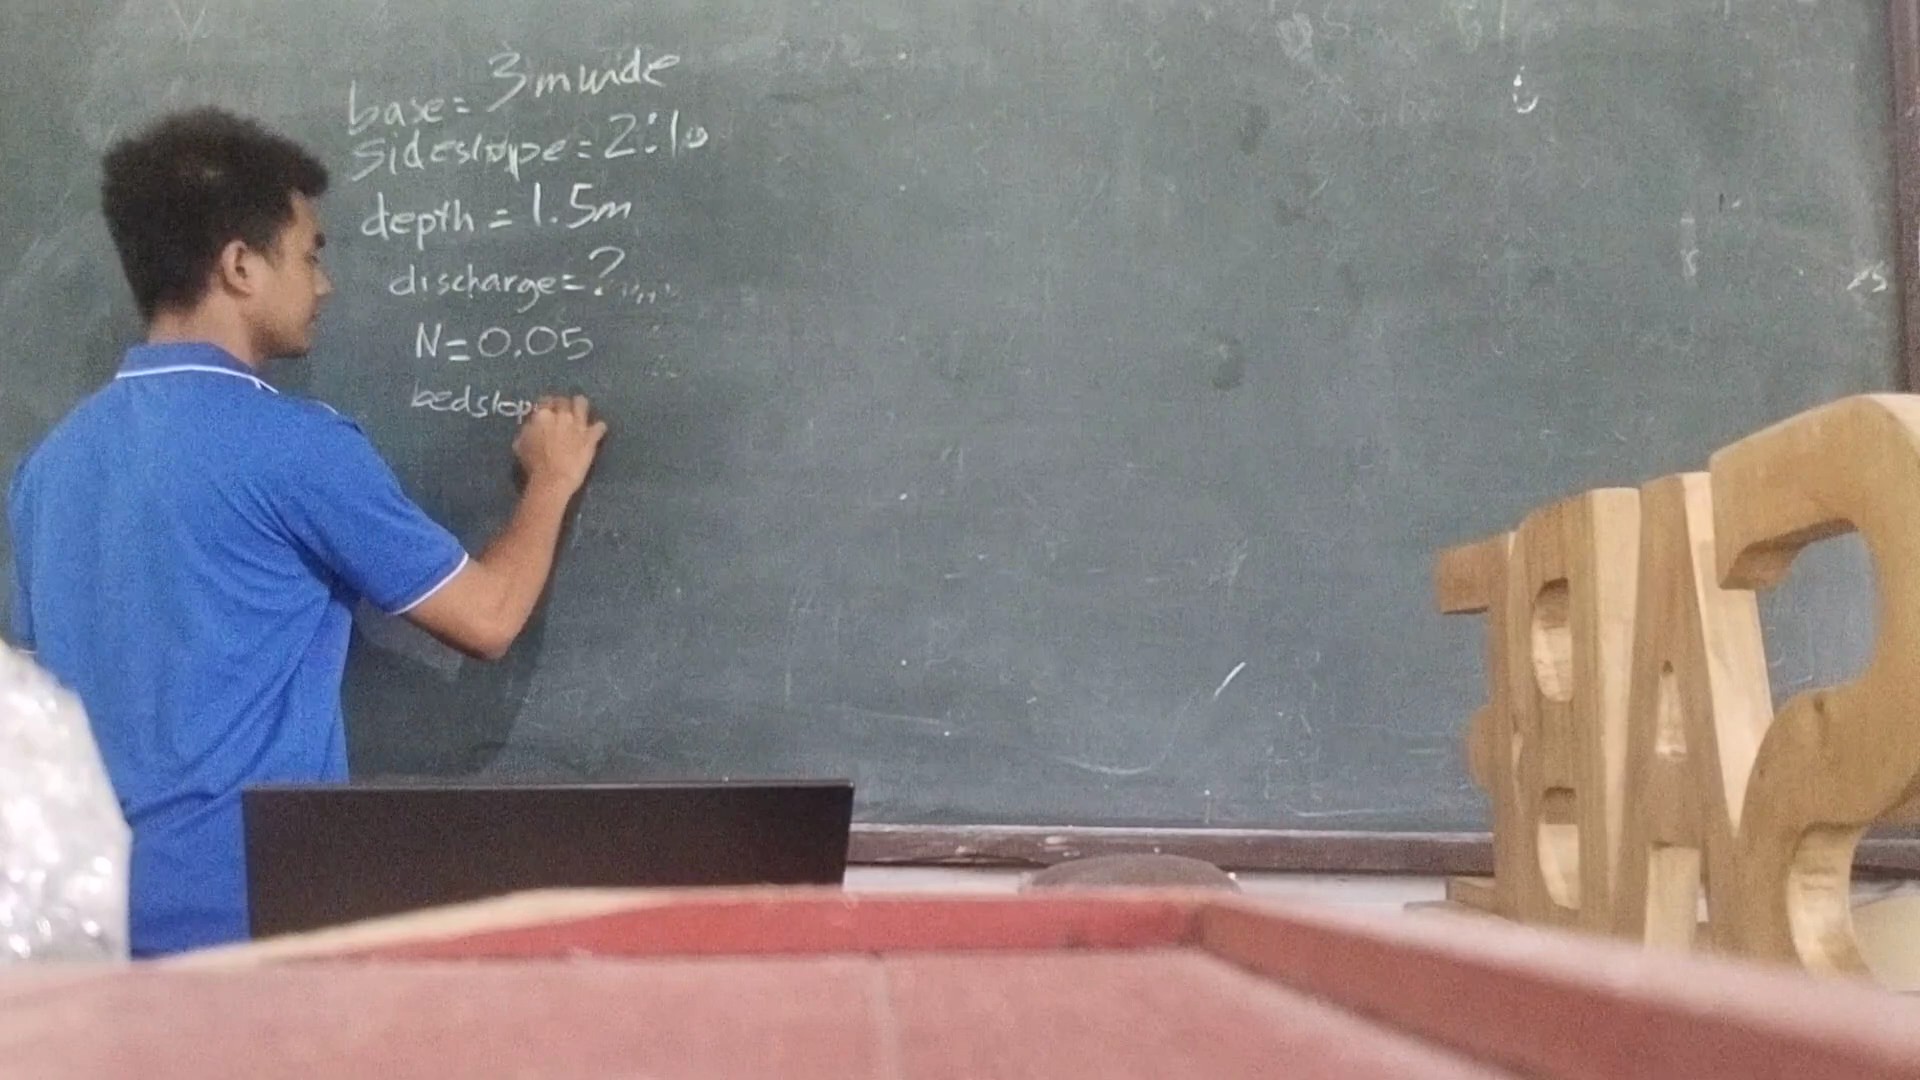 base = 3m wide
sideslope = 2:1
depth = 1.5m
discharge = ?
N = 0.05
bedslop